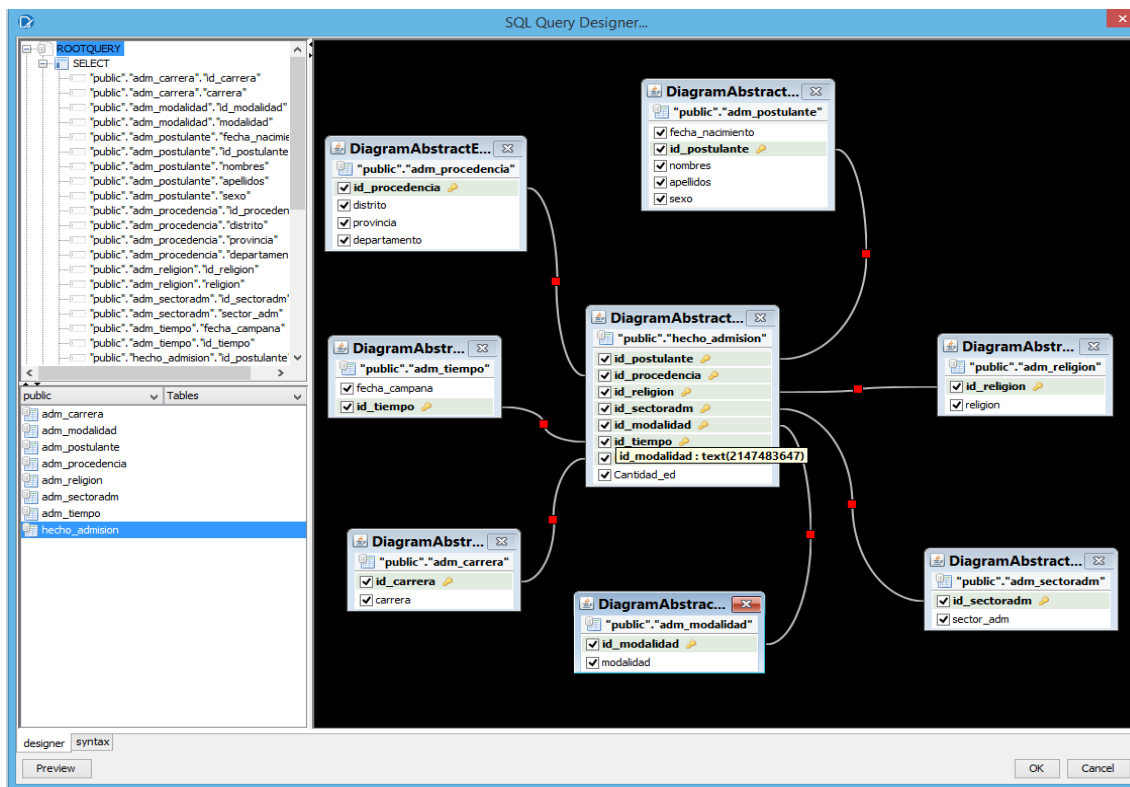 SQL Query Designer...
ROOTQUERY
SELECT
"public"."adm_carrera"."id_carrera"
"public"."adm_carrera"."carrera"
"public"."adm_modalidad"."id_modalidad"
"public"."adm_modalidad"."modalidad"
"public"."adm_postulante"."fecha_nacimie
"public"."adm_postulante"."id_postulante
"public"."adm_postulante"."nombres"
"public"."adm_postulante"."apellidos"
"public"."adm_postulante"."sexo"
"public"."adm_procedencia"."id_proceden
"public"."adm_procedencia"."distrito"
"public"."adm_procedencia"."provincia"
"public"."adm_procedencia"."departamen
"public"."adm_religion"."id_religion"
"public"."adm_religion"."religion"
"public"."adm_sectoradm"."id_sectoradm"
"public"."adm_sectoradm"."sector_adm"
"public"."adm_tiempo"."fecha_campana"
"public"."adm_tiempo"."id_tiempo"
"public"."hecho_admision"."id_postulante"
public
Tables
adm_carrera
adm_modalidad
adm_postulante
adm_procedencia
adm_religion
adm_sectoradm
adm_tiempo
hecho_admision
DiagramAbstract...
"public"."adm_postulante"
fecha_nacimiento
id_postulante
nombres
apellidos
sexo
DiagramAbstractE...
"public"."adm_procedencia"
id_procedencia
distrito
provincia
departamento
DiagramAbstract...
"public"."hecho_admision"
id_postulante
id_procedencia
id_religion
id_sectoradm
id_modalidad
id_tiempo
id_modalidad : text(2147483647)
Cantidad_ed
DiagramAbstr...
"public"."adm_tiempo"
fecha_campana
id_tiempo
DiagramAbstr...
"public"."adm_religion"
id_religion
religion
DiagramAbstr...
"public"."adm_carrera"
id_carrera
carrera
DiagramAbstrac...
"public"."adm_modalidad"
id_modalidad
modalidad
DiagramAbstract...
"public"."adm_sectoradm"
id_sectoradm
sector_adm
designer
syntax
Preview
OK
Cancel